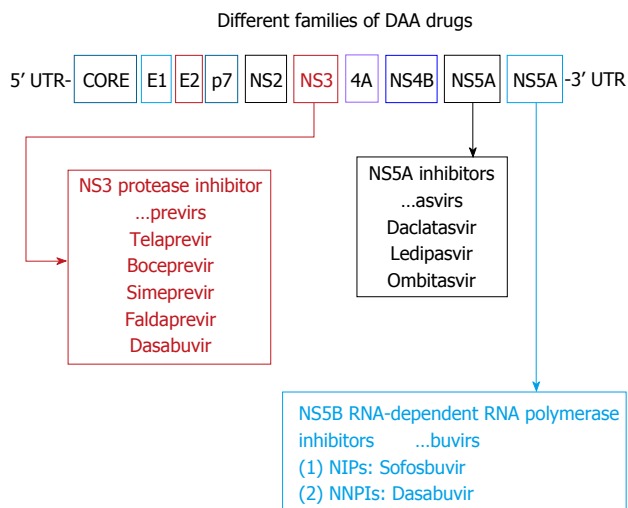 Different families of DAA drugs
5′ UTR- CORE E1 E2 p7 NS2 NS3 4A NS4B NS5A NS5A -3′ UTR
NS3 protease inhibitor
…previrs
Telaprevir
Boceprevir
Simeprevir
Faldaprevir
Dasabuvir
NS5A inhibitors
…asvirs
Daclatasvir
Ledipasvir
Ombitasvir
NS5B RNA-dependent RNA polymerase
inhibitors …buvirs
(1) NIPs: Sofosbuvir
(2) NNPIs: Dasabuvir